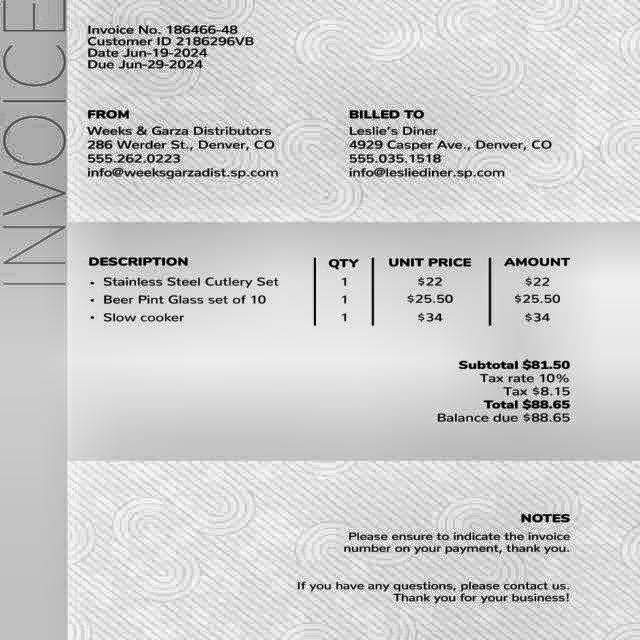 INVOICE
Invoice No. 186466-48
Customer ID 2186296VB
Date Jun-19-2024
Due Jun-29-2024
FROM
Weeks & Garza Distributors
286 Werder St., Denver, CO
555.262.0223
info@weeksgarzadist.sp.com
BILLED TO
Leslie's Diner
4929 Casper Ave., Denver, CO
555.035.1518
info@lesliediner.sp.com
DESCRIPTION QTY UNIT PRICE AMOUNT
• Stainless Steel Cutlery Set 1 $22 $22
• Beer Pint Glass set of 10 1 $25.50 $25.50
• Slow cooker 1 $34 $34
Subtotal $81.50
Tax rate 10%
Tax $8.15
Total $88.65
Balance due $88.65
NOTES
Please ensure to indicate the invoice
number on your payment, thank you.
If you have any questions, please contact us.
Thank you for your business!